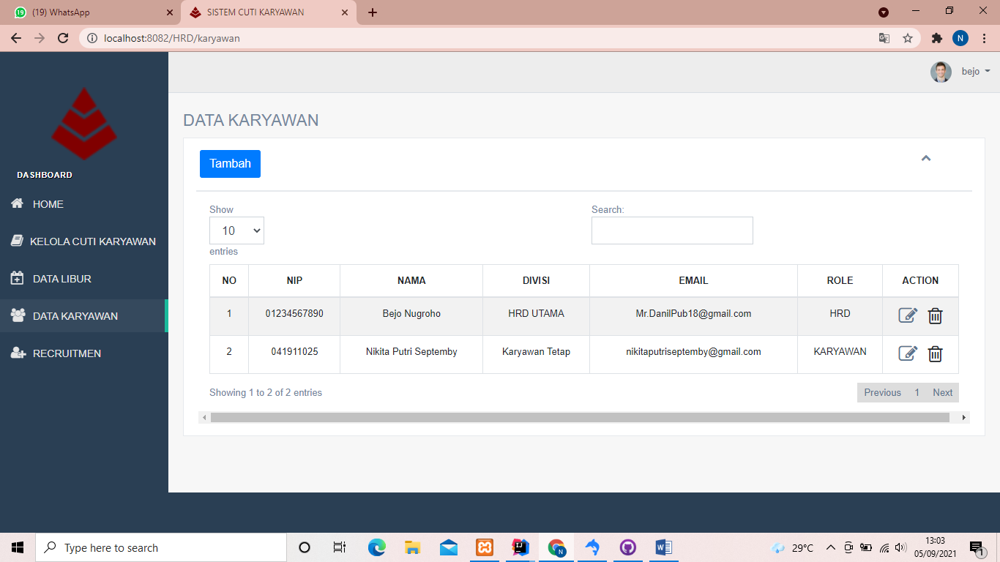 19 (19) WhatsApp SISTEM CUTI KARYAWAN
localhost:8082/HRD/karyawan N
bejo
DATA KARYAWAN
Tambah
DASHBOARD
HOME
KELOLA CUTI KARYAWAN
DATA LIBUR
DATA KARYAWAN
RECRUITMEN
Show
10
entries
Search:
NO NIP NAMA DIVISI EMAIL ROLE ACTION
1 01234567890 Bejo Nugroho HRD UTAMA Mr.DanilPub18@gmail.com HRD
2 041911025 Nikita Putri Septemby Karyawan Tetap nikitaputriseptemby@gmail.com KARYAWAN
Showing 1 to 2 of 2 entries
Previous 1 Next
Type here to search
IJ
N
W
29°C
13:03
05/09/2021
1